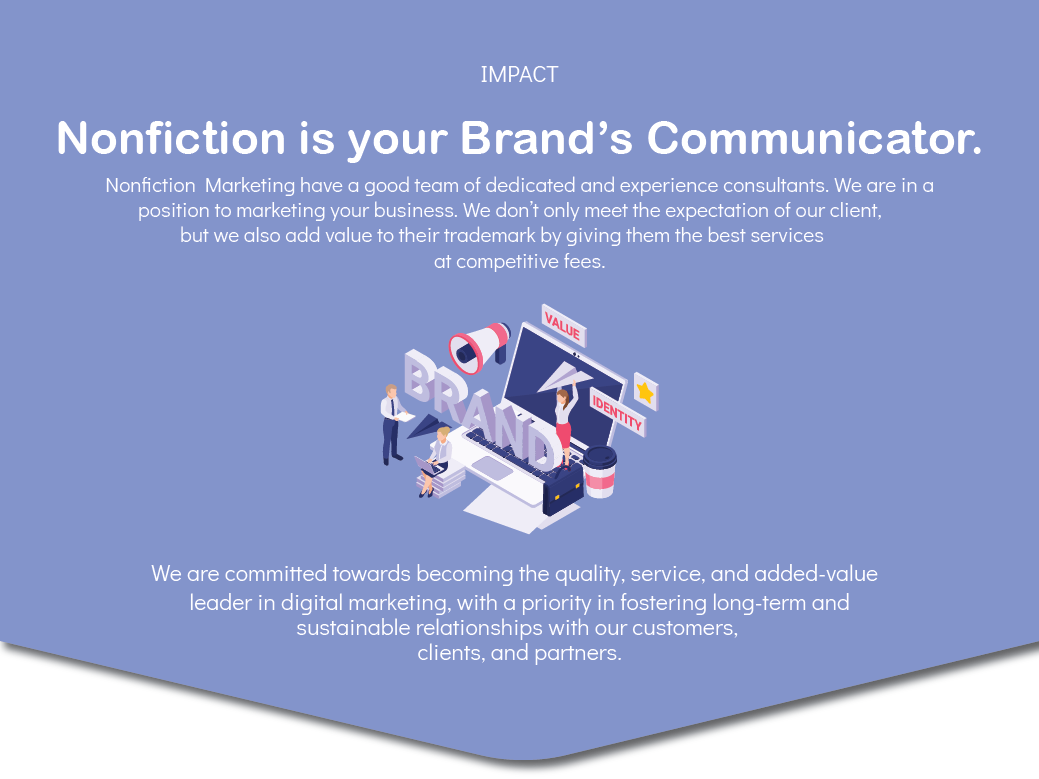 IMPACT
Nonfiction is your Brand’s Communicator.
Nonfiction  Marketing have a good team of dedicated and experience consultants. We are in a
position to marketing your business. We don’t only meet the expectation of our client,
but we also add value to their trademark by giving them the best services
at competitive fees.
VALUE
BRAND
IDENTITY
We are committed towards becoming the quality, service, and added-value
leader in digital marketing, with a priority in fostering long-term and
sustainable relationships with our customers,
clients, and partners.